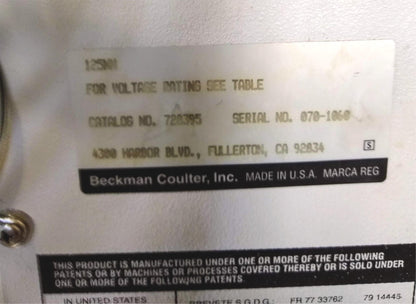 FOR VOLTAGE RATING SEE TABLE
CATALOG NO. 720395 SERIAL NO. 070-1060
4300 HARBOR BLVD., FULLERTON, CA 92834 S
Beckman Coulter, Inc. MADE IN U.S.A. MARCA REG
THIS PRODUCT IS MANUFACTURED UNDER ONE OR MORE OF THE FOLLOWING
PATENTS OR BY MACHINES OR PROCESSES COVERED THEREBY OR IS SOLD
UNDER ONE OR MORE OF THE FOLLOWING PATENTS.
IN UNITED STATES BREVETE S.G.D.G.: FR 77 33762 79 14445